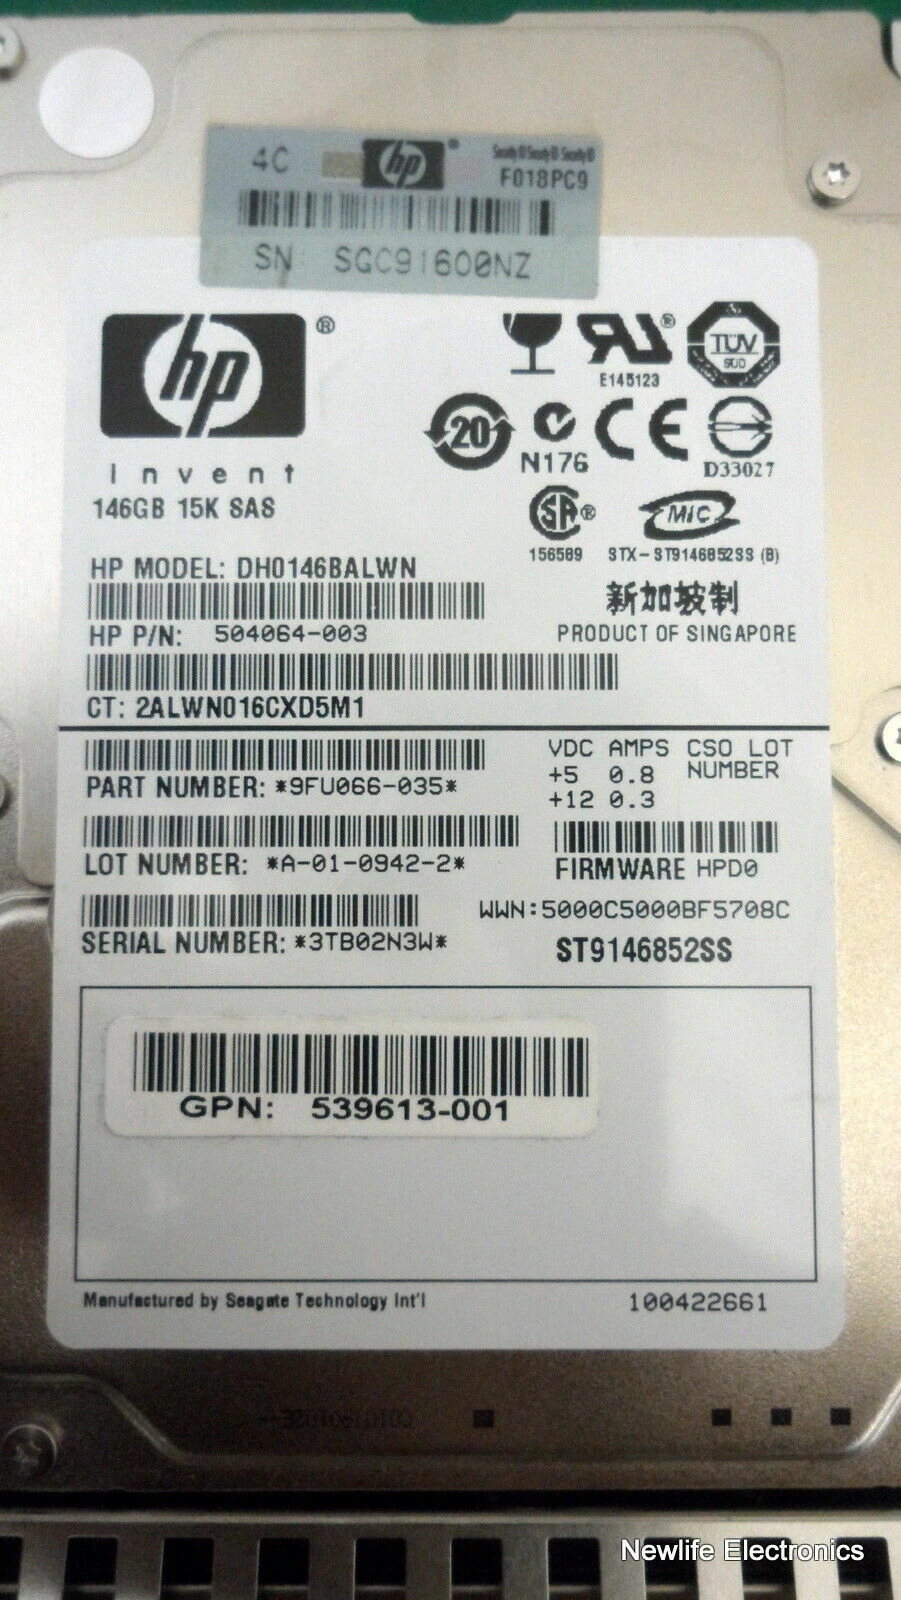 4C hp ®
F018PC9
SN: SGC91600NZ
hp ®
invent
146GB 15K SAS
E145123
TÜV
SÜD
20
N176
CE
D33027
156589
MIC
STX-ST9146852SS (B)
新加坡制
PRODUCT OF SINGAPORE
HP MODEL: DH0146BALWN
HP P/N: 504064-003
CT: 2ALWN016CXD5M1
PART NUMBER: *9FU066-035*
VDC AMPS
+5 0.8
+12 0.3
CSO LOT
NUMBER
LOT NUMBER: *A-01-0942-2*
FIRMWARE HPD0
WWN:5000C5000BF5708C
SERIAL NUMBER: *3TB02N3W*
ST9146852SS
GPN: 539613-001
Manufactured by Seagate Technology Int'l
100422661
Newlife Electronics